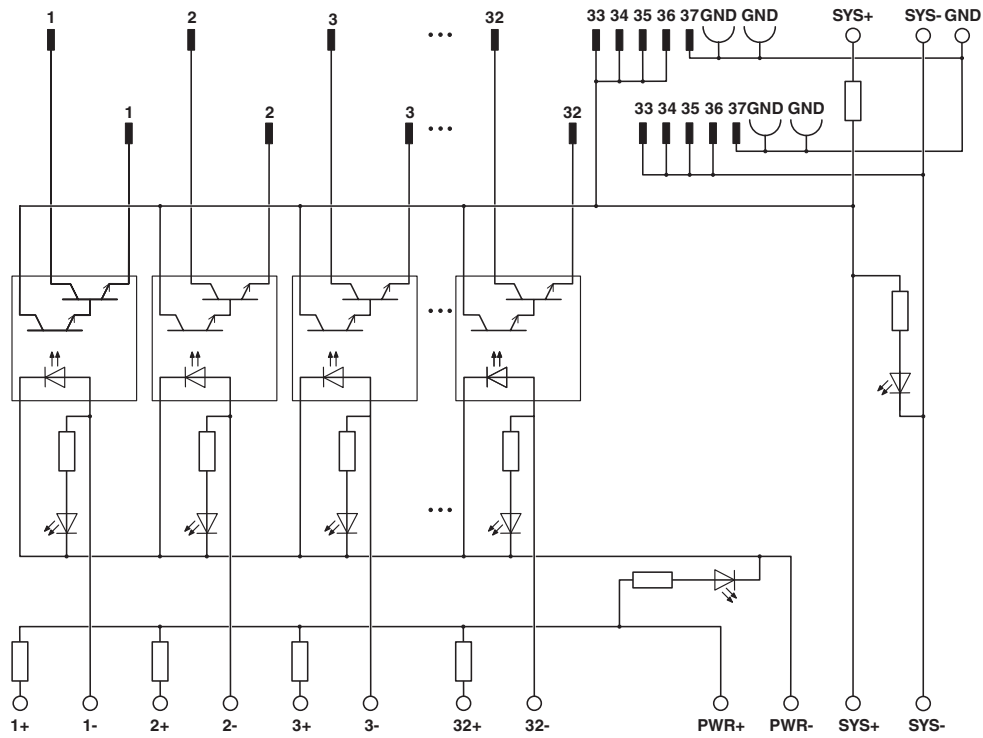 1 2 3 ... 32 33 34 35 36 37 GND GND SYS+ SYS- GND
1 2 3 ... 32 33 34 35 36 37 GND GND
...
...
1+ 1- 2+ 2- 3+ 3- 32+ 32- PWR+ PWR- SYS+ SYS-